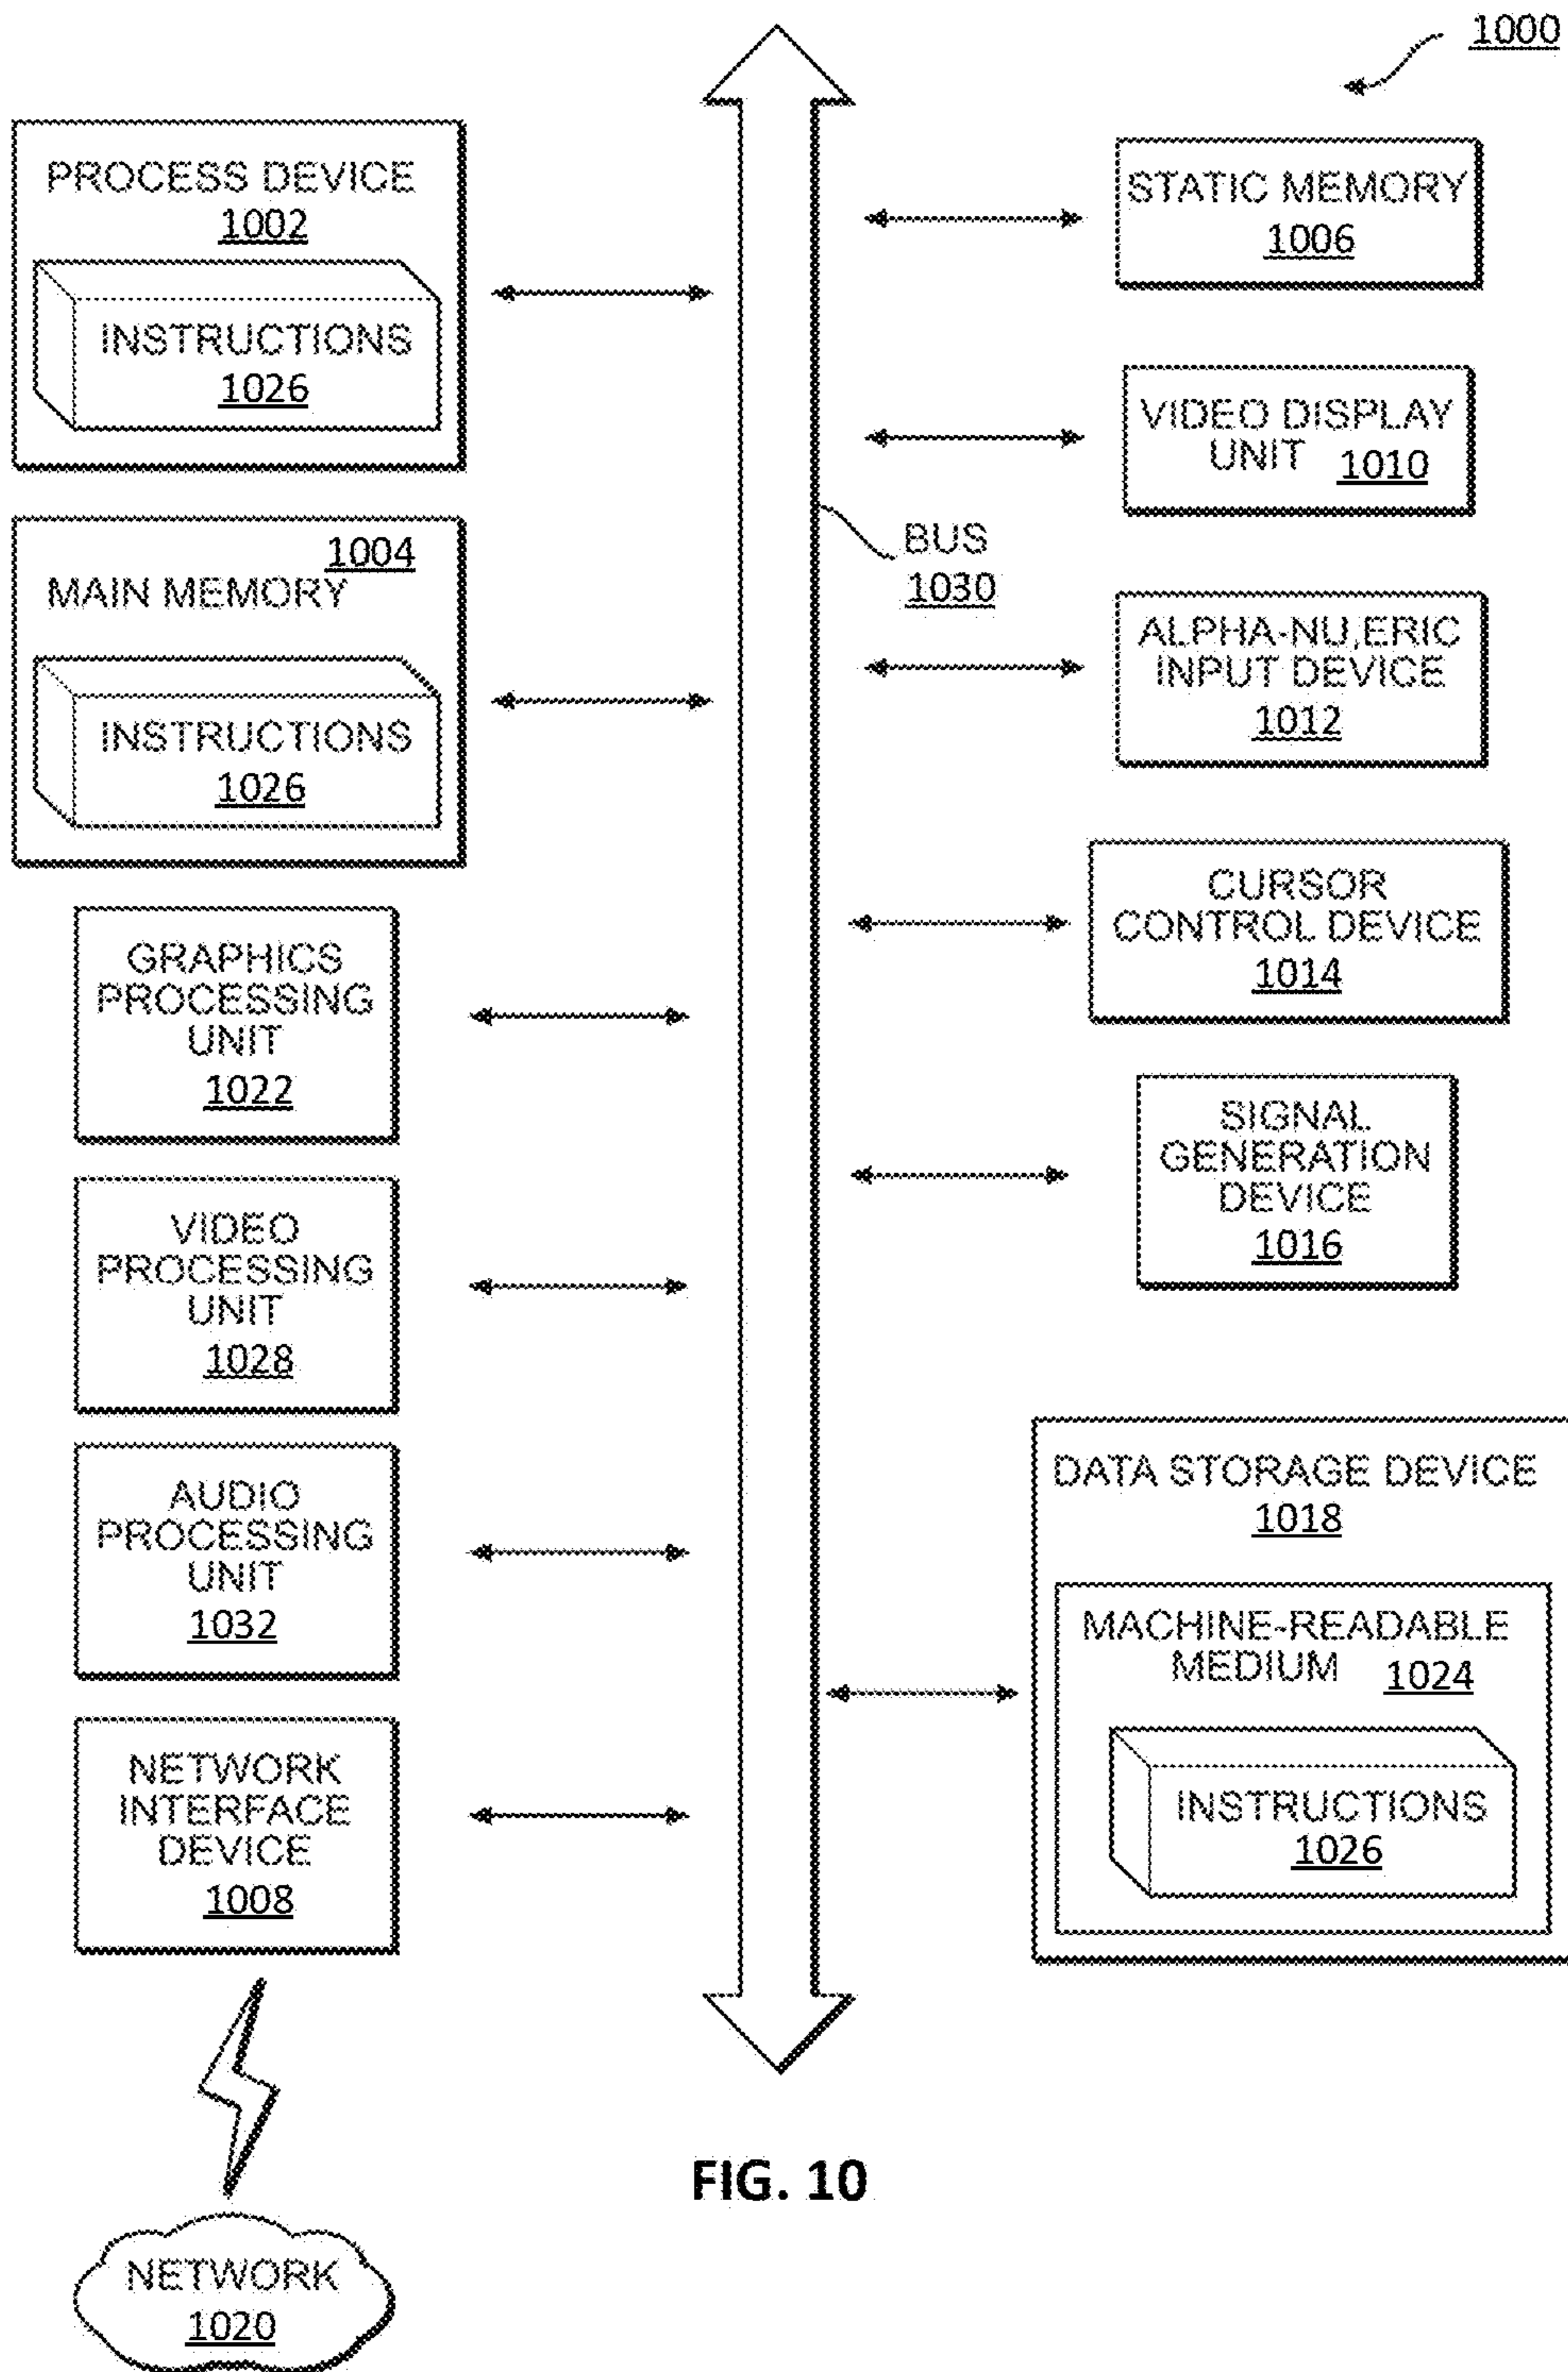 1000
PROCESS DEVICE
1002
INSTRUCTIONS
1026
MAIN MEMORY
1004
INSTRUCTIONS
1026
GRAPHICS
PROCESSING
UNIT
1022
VIDEO
PROCESSING
UNIT
1028
AUDIO
PROCESSING
UNIT
1032
NETWORK
INTERFACE
DEVICE
1008
NETWORK
1020
BUS
1030
STATIC MEMORY
1006
VIDEO DISPLAY
UNIT 1010
ALPHA-NU,ERIC
INPUT DEVICE
1012
CURSOR
CONTROL DEVICE
1014
SIGNAL
GENERATION
DEVICE
1016
DATA STORAGE DEVICE
1018
MACHINE-READABLE
MEDIUM 1024
INSTRUCTIONS
1026
FIG. 10